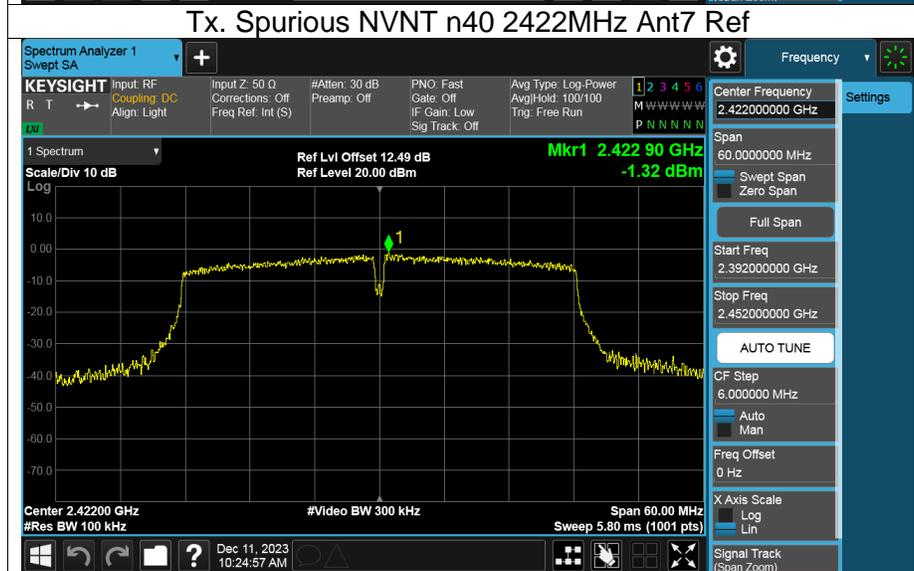 Tx. Spurious NVNT n40 2422MHz Ant7 Ref
Spectrum Analyzer 1
Swept SA
+
Frequency
KEYSIGHT
R T
LXI
Input: RF
Coupling: DC
Align: Light
Input Z: 50 Ω
Corrections: Off
Freq Ref: Int (S)
#Atten: 30 dB
Preamp: Off
PNO: Fast
Gate: Off
IF Gain: Low
Sig Track: Off
Avg Type: Log-Power
Avg|Hold: 100/100
Trig: Free Run
1 2 3 4 5 6
M W W W W W
P N N N N N
Center Frequency
2.422000000 GHz
Settings
Span
60.0000000 MHz
Swept Span
Zero Span
Full Span
Start Freq
2.392000000 GHz
Stop Freq
2.452000000 GHz
AUTO TUNE
CF Step
6.000000 MHz
Auto
Man
Freq Offset
0 Hz
X Axis Scale
Log
Lin
Signal Track
(Span Zoom)
1 Spectrum
Scale/Div 10 dB
Ref Lvl Offset 12.49 dB
Ref Level 20.00 dBm
Mkr1 2.422 90 GHz
-1.32 dBm
Log
10.0
0.00
-10.0
-20.0
-30.0
-40.0
-50.0
-60.0
-70.0
1
Center 2.42200 GHz
#Res BW 100 kHz
#Video BW 300 kHz
Span 60.00 MHz
Sweep 5.80 ms (1001 pts)
?
Dec 11, 2023
10:24:57 AM